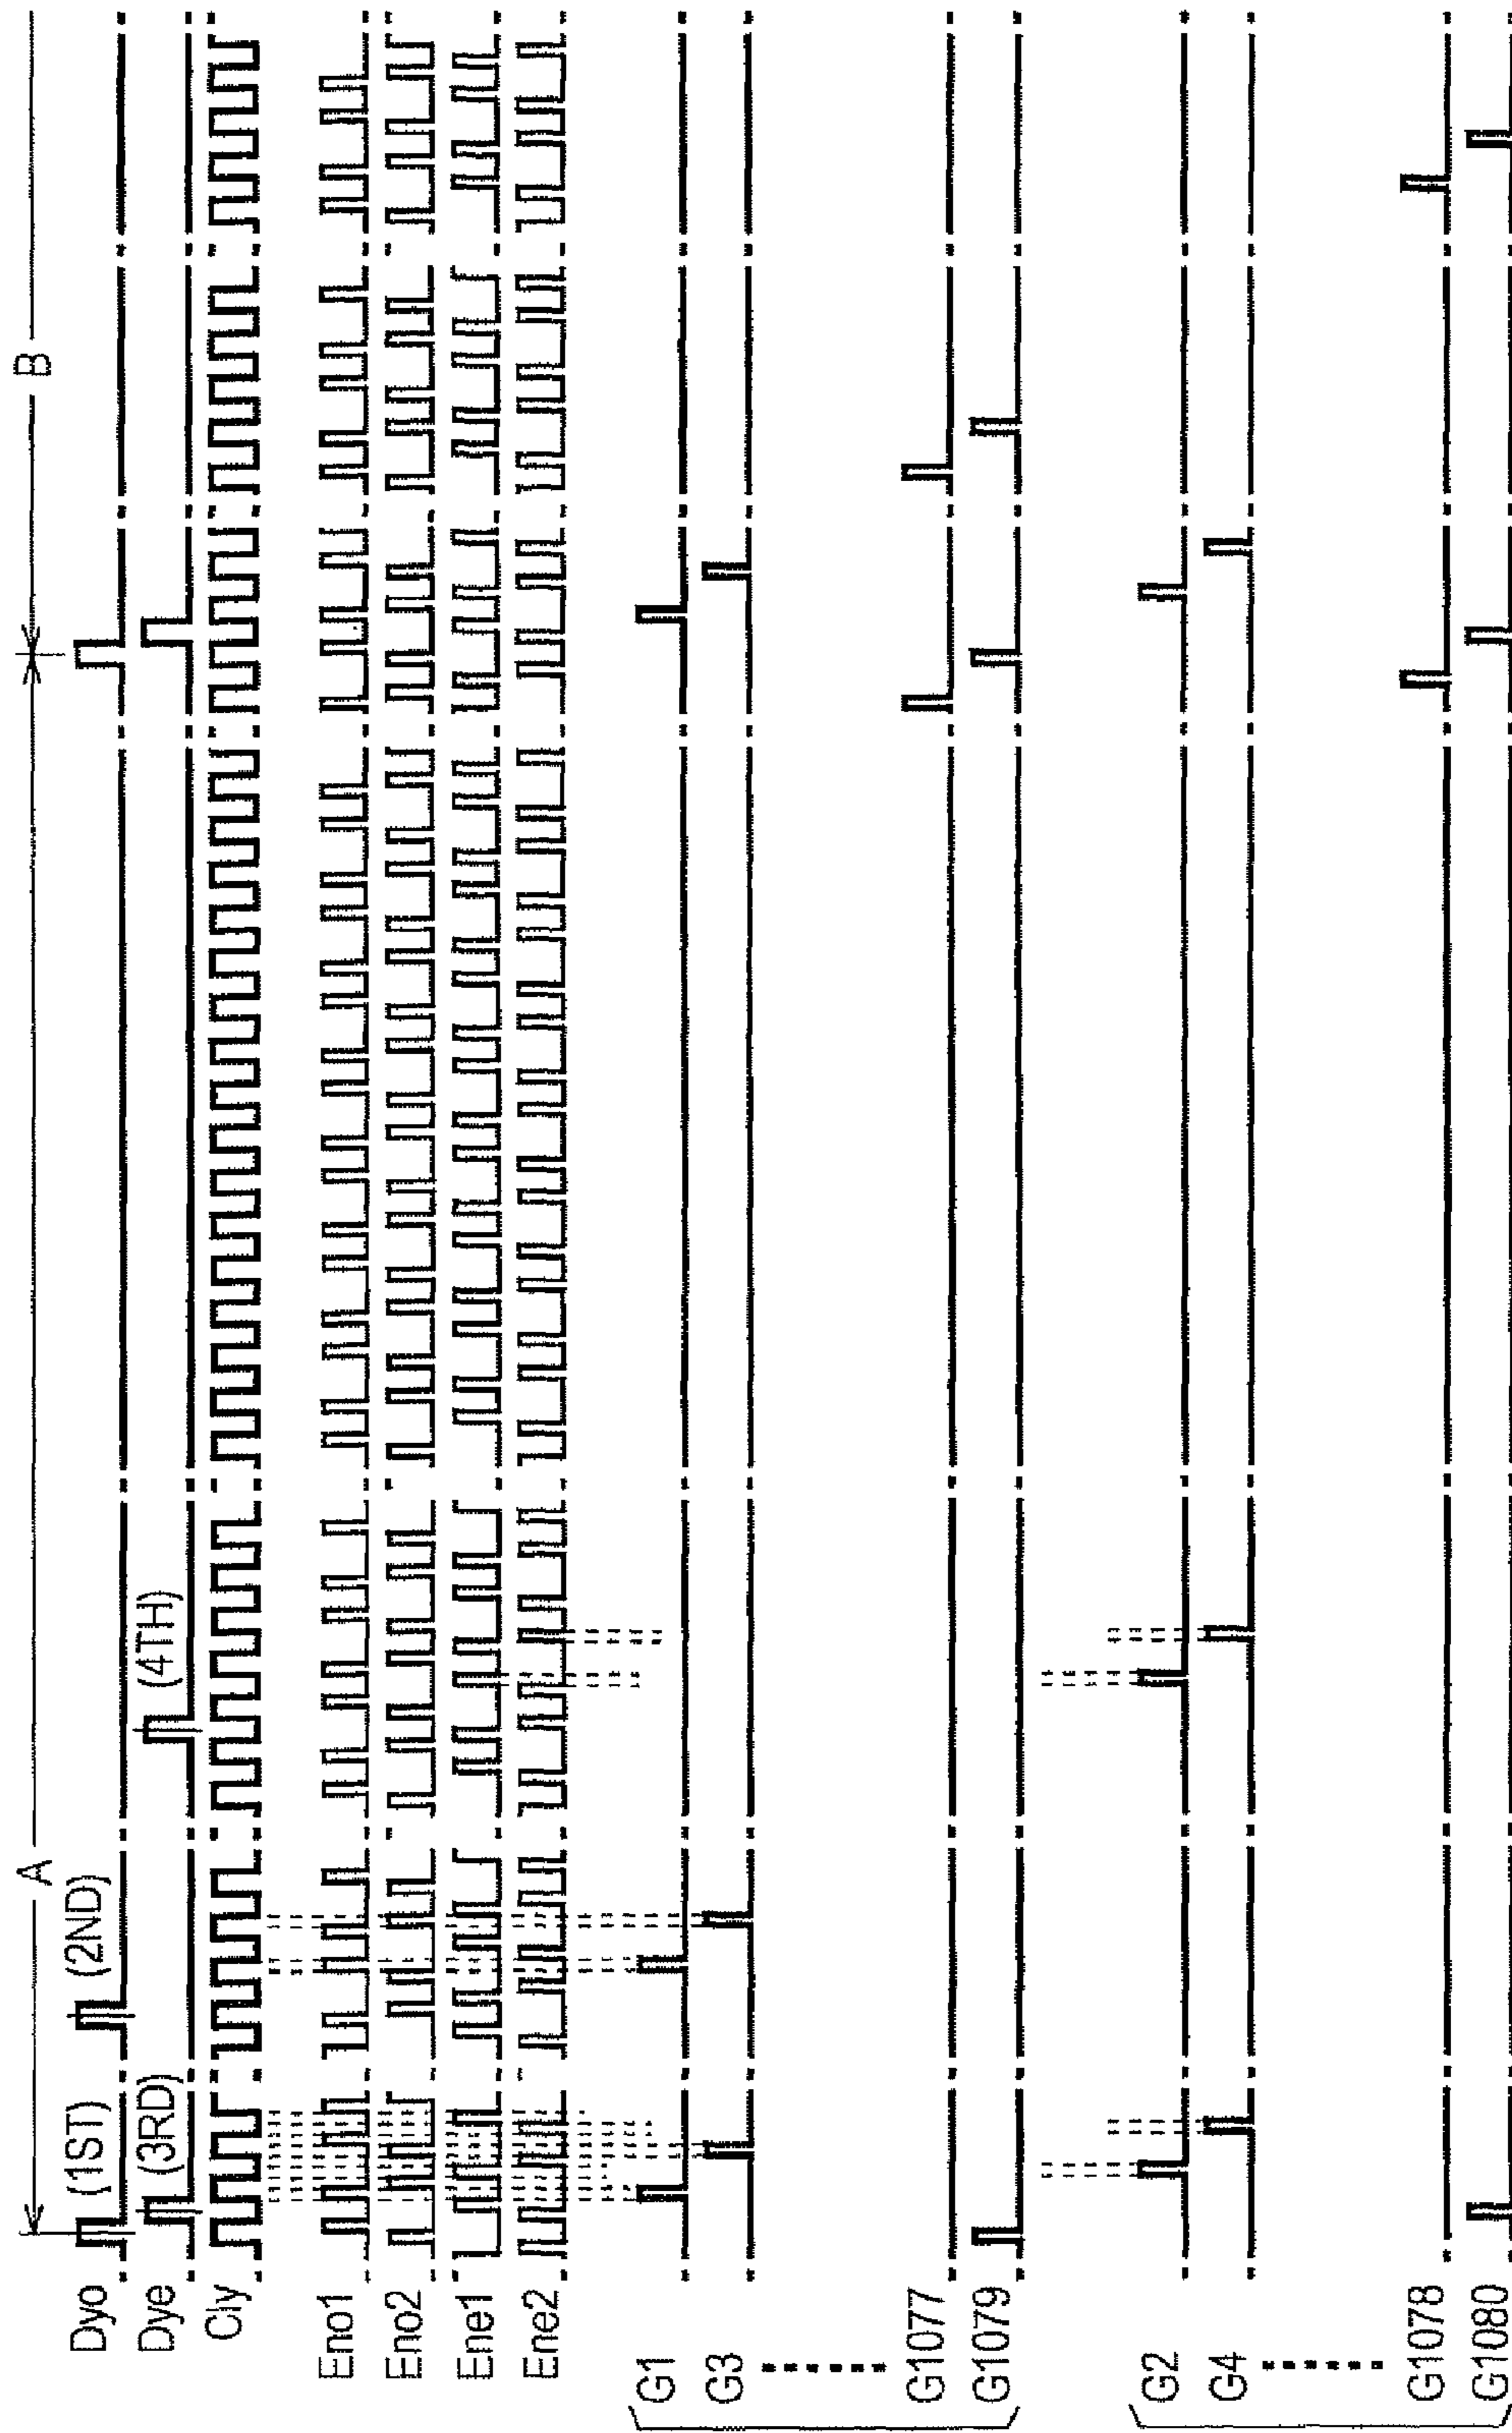 A
B
Dyo
(1ST)
(2ND)
Dye
(3RD)
(4TH)
Cly
Eno1
Eno2
Ene1
Ene2
G1
G3
G1077
G1079
G2
G4
G1078
G1080